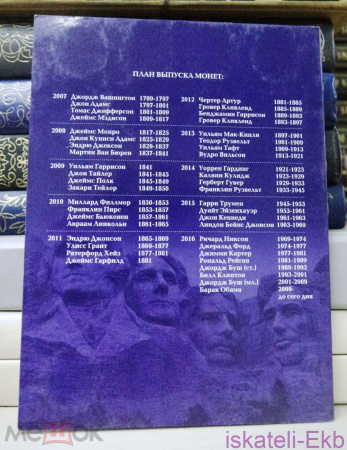 ПЛАН ВЫПУСКА МОНЕТ:
2007 Джордж Вашингтон 1789-1797
Джон Адамс 1797-1801
Томас Джефферсон 1801-1809
Джеймс Мэдисон 1809-1817
2008 Джеймс Монро 1817-1825
Джон Куинси Адамс 1825-1829
Эндрю Джексон 1829-1837
Мартин Ван Бюрен 1837-1841
2009 Уильям Гаррисон 1841
Джон Тайлер 1841-1845
Джеймс Полк 1845-1849
Закари Тейлор 1849-1850
2010 Миллард Филлмор 1850-1853
Франклин Пирс 1853-1857
Джеймс Бьюкенен 1857-1861
Авраам Линкольн 1861-1865
2011 Эндрю Джонсон 1865-1869
Улисс Грант 1869-1877
Ратерфорд Хейз 1877-1881
Джеймс Гарфилд 1881
2012 Честер Артур 1881-1885
Гровер Кливленд 1885-1889
Бенджамин Гаррисон 1889-1893
Гровер Кливленд 1893-1897
2013 Уильям Мак-Кинли 1897-1901
Теодор Рузвельт 1901-1909
Уильям Тафт 1909-1913
Вудро Вильсон 1913-1921
2014 Уоррен Гардинг 1921-1923
Калвин Кулидж 1923-1929
Герберт Гувер 1929-1933
Франклин Рузвельт 1933-1945
2015 Гарри Трумен 1945-1953
Дуайт Эйзенхауэр 1953-1961
Джон Кеннеди 1961-1963
Линдон Бейнс Джонсон 1963-1969
2016 Ричард Никсон 1969-1974
Джеральд Форд 1974-1977
Джимми Картер 1977-1981
Рональд Рейган 1981-1989
Джордж Буш (ст.) 1989-1993
Билл Клинтон 1993-2001
Джордж Буш (мл.) 2001-2009
Барак Обама 2009-
до сего дня
МЕШОК
iskateli-Ekb